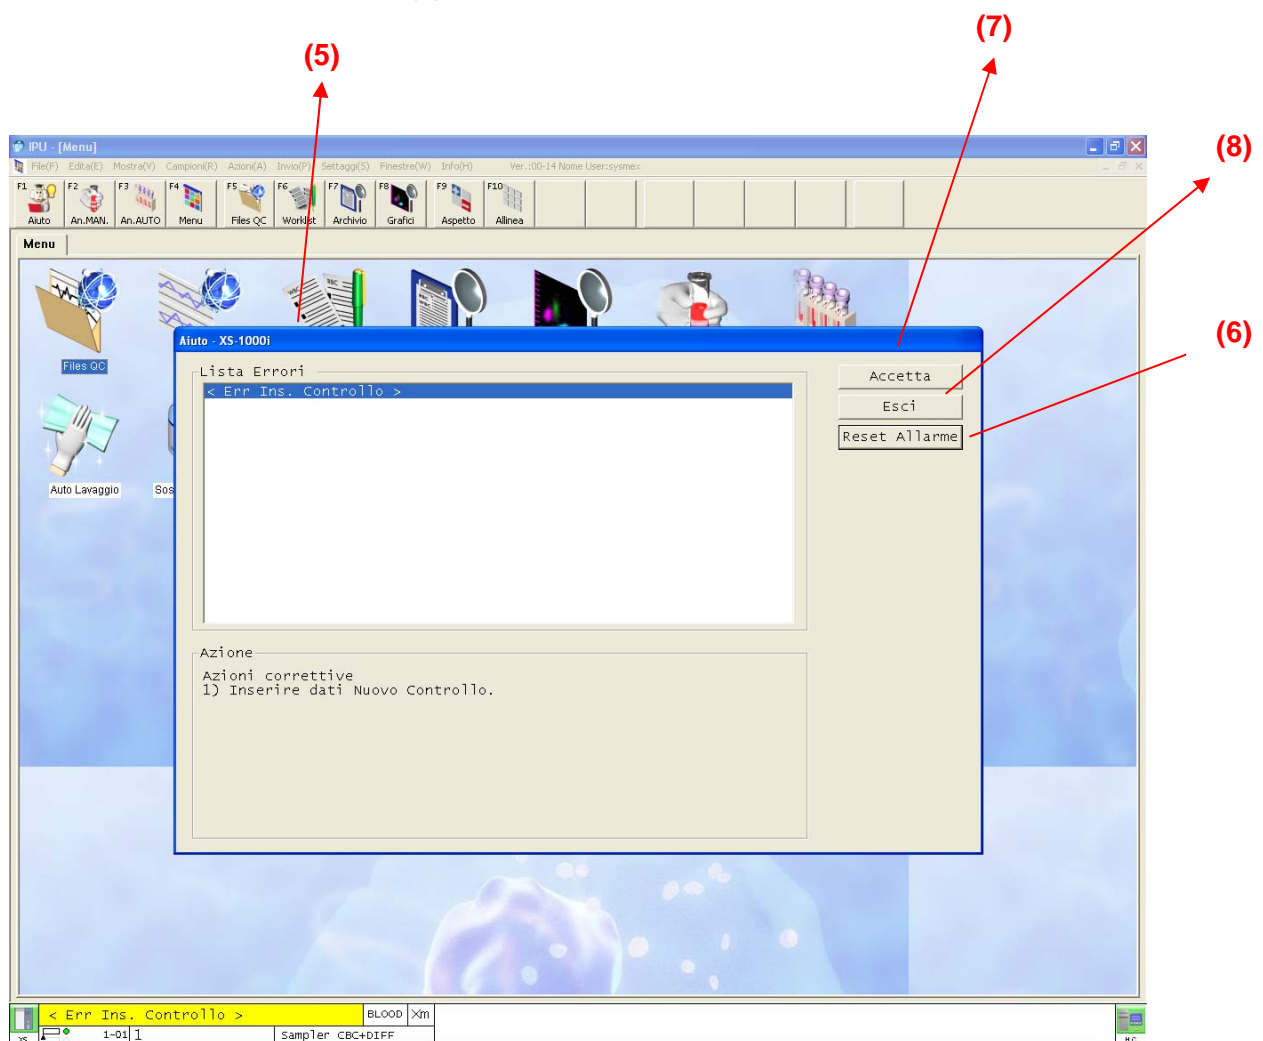 (7)
(5)
(8)
(6)
IPU - [Menu]
File(F) Edita(E) Mostra(V) Campioni(R) Azioni(A) Invio(P) Settaggi(S) Finestre(W) Info(H) Ver.:00-14 Nome User:sysmex
F1 F2 F3 F4 F5 F6 F7 F8 F9 F10
Aiuto An.MAN. An.AUTO Menu Files QC Worklist Archivio Grafici Aspetto Allinea
Menu
Files QC
Auto Lavaggio
Sos
Aiuto - XS-1000i
Lista Errori
< Err Ins. Controllo >
Accetta
Esci
Reset Allarme
Azione
Azioni correttive
1) Inserire dati Nuovo Controllo.
< Err Ins. Controllo > BLOOD Xm
1-01 1 Sampler CBC+DIFF
XS
H.C